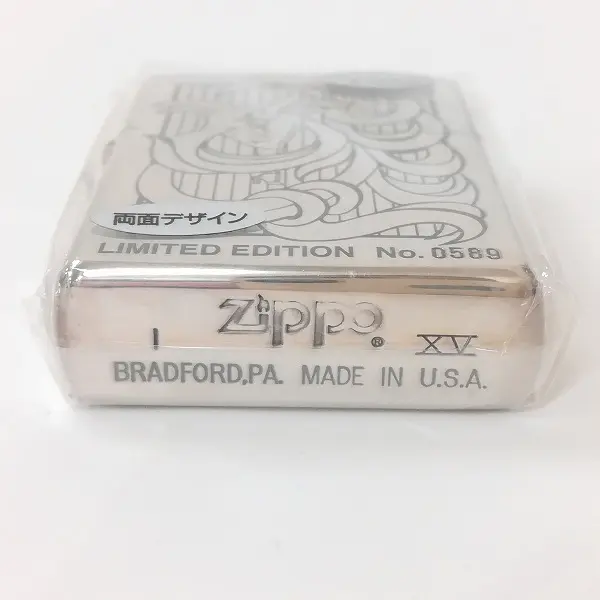 両面デザイン
LIMITED EDITION No. 0589
Zippo ®
I XV
BRADFORD,PA. MADE IN U.S.A.